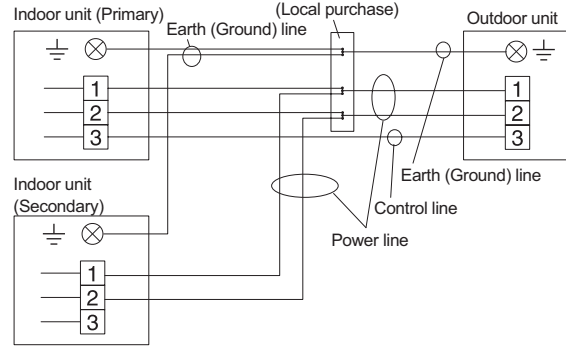 Indoor unit (Primary)
Earth (Ground) line
(Local purchase)
Outdoor unit
1
2
3
1
2
3
Earth (Ground) line
Control line
Power line
Indoor unit
(Secondary)
1
2
3